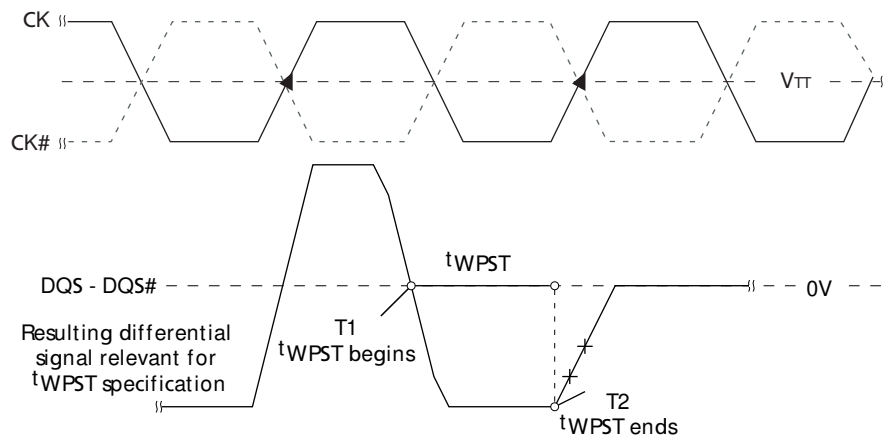 CK
VTT
CK#
tWPST
DQS - DQS#
0V
Resulting differential
signal relevant for
tWPST specification
T1
tWPST begins
T2
tWPST ends